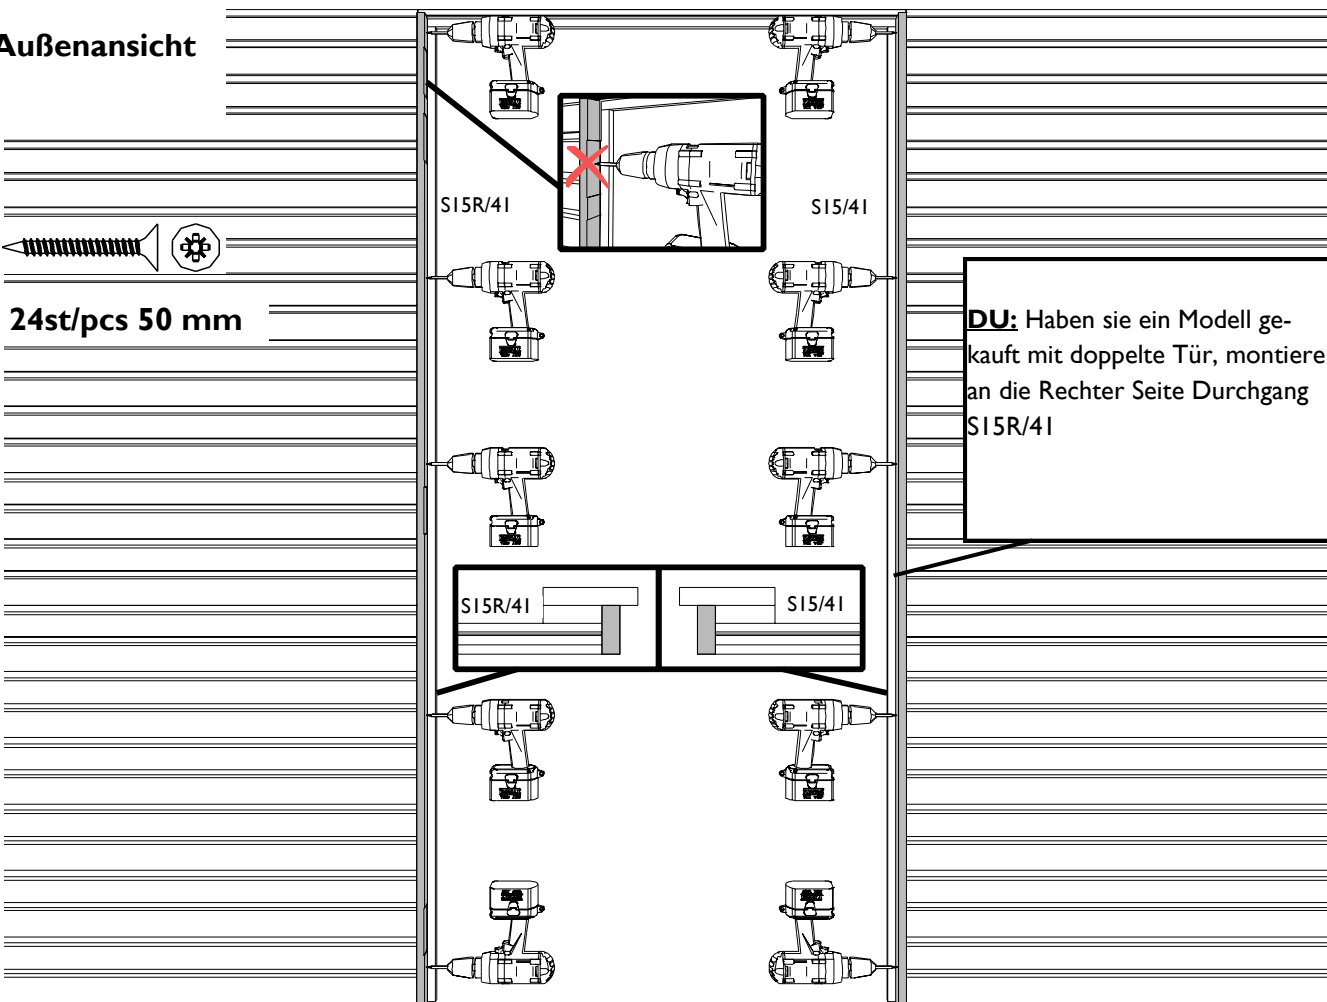 Außenansicht
S15R/41
S15/41
24st/pcs 50 mm
DU: Haben sie ein Modell ge-
kauft mit doppelte Tür, montiere
an die Rechter Seite Durchgang
S15R/41
S15R/41
S15/41